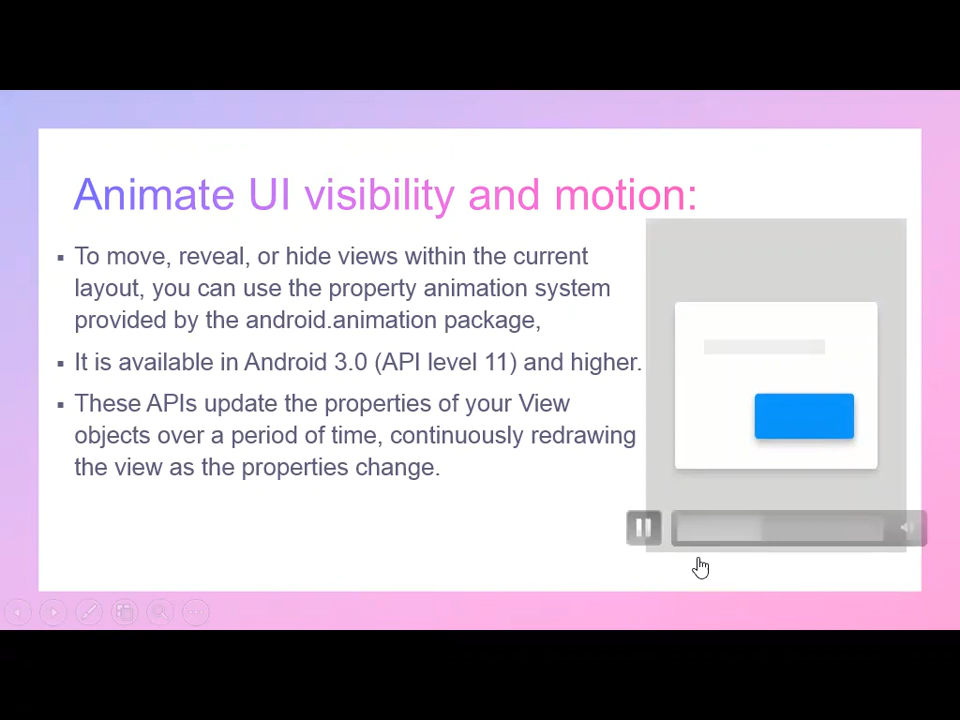 Animate UI visibility and motion:
▪ To move, reveal, or hide views within the current
layout, you can use the property animation system
provided by the android.animation package,
▪ It is available in Android 3.0 (API level 11) and higher.
▪ These APIs update the properties of your View
objects over a period of time, continuously redrawing
the view as the properties change.